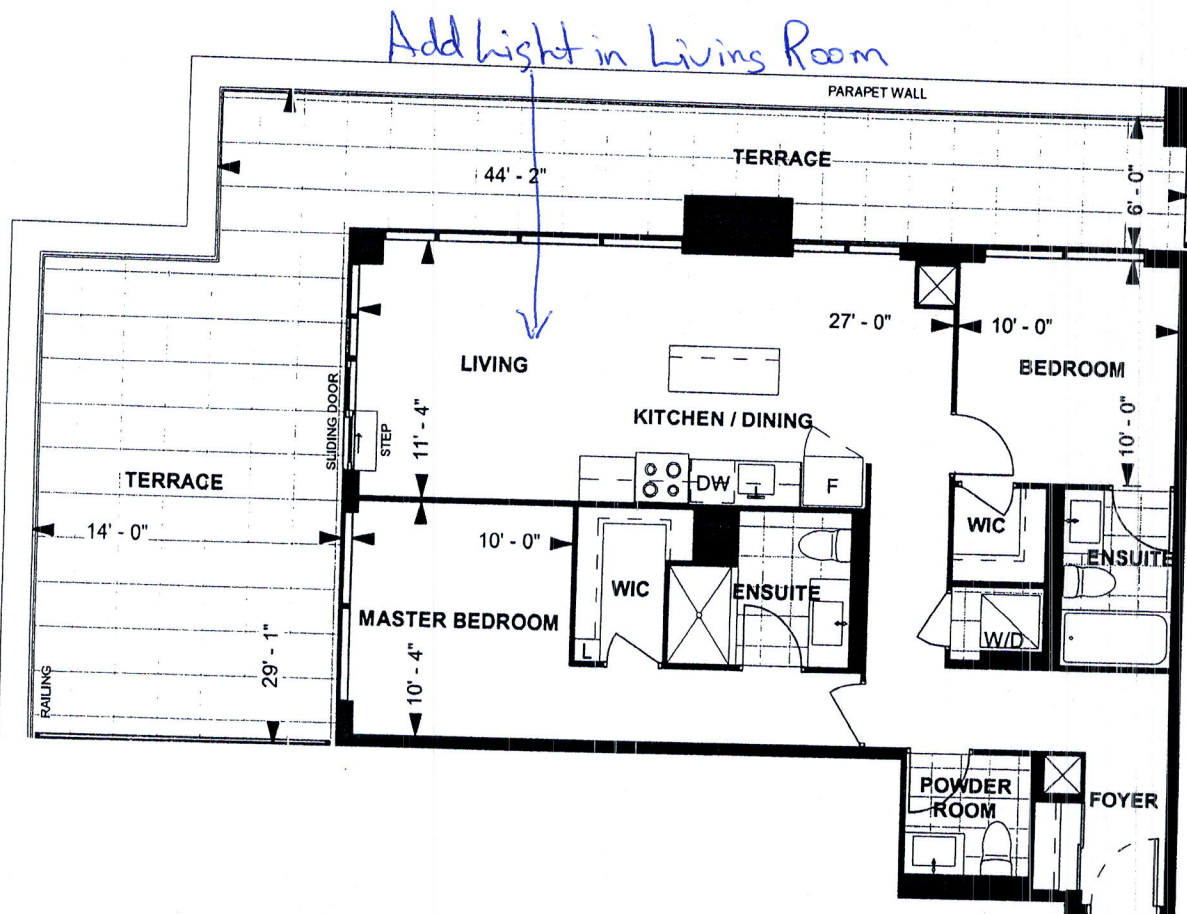 Add Light in Living Room
PARAPET WALL
TERRACE
44' - 2"
6' - 0"
27' - 0"
10' - 0"
LIVING
BEDROOM
SLIDING DOOR
STEP
11' - 4"
KITCHEN / DINING
10' - 0"
TERRACE
DW
F
14' - 0"
10' - 0"
WIC
ENSUITE
WIC
ENSUITE
MASTER BEDROOM
L
W/D
29' - 1"
10' - 4"
RAILING
POWDER
ROOM
FOYER